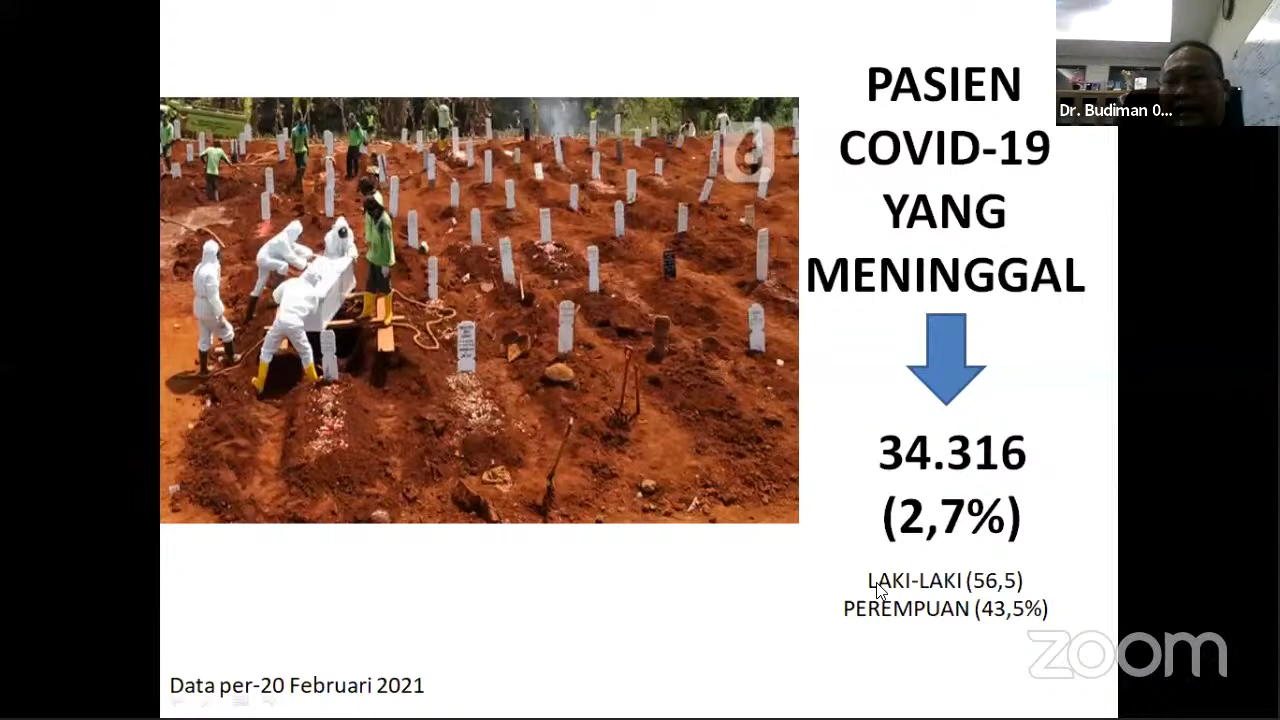 PASIEN
COVID-19
YANG
MENINGGAL
34.316
(2,7%)
LAKI-LAKI (56,5)
PEREMPUAN (43,5%)
Data per-20 Februari 2021
Dr. Budiman 0...
zoom